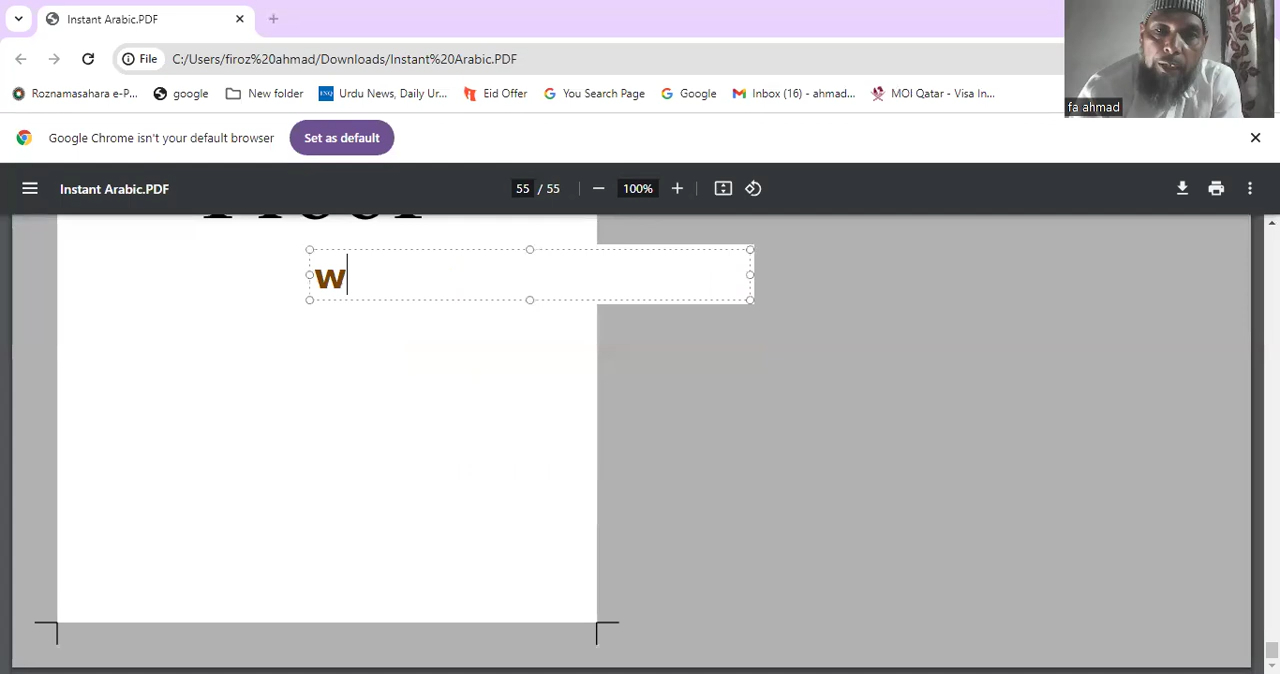 Instant Arabic.PDF
File
C:/Users/firoz%20ahmad/Downloads/Instant%20Arabic.PDF
Roznamasahara e-P... google New folder Urdu News, Daily Ur... Eid Offer You Search Page Google Inbox (16) - ahmad... MOI Qatar - Visa In...
fa ahmad
Google Chrome isn't your default browser Set as default
Instant Arabic.PDF 55 / 55 100%
w